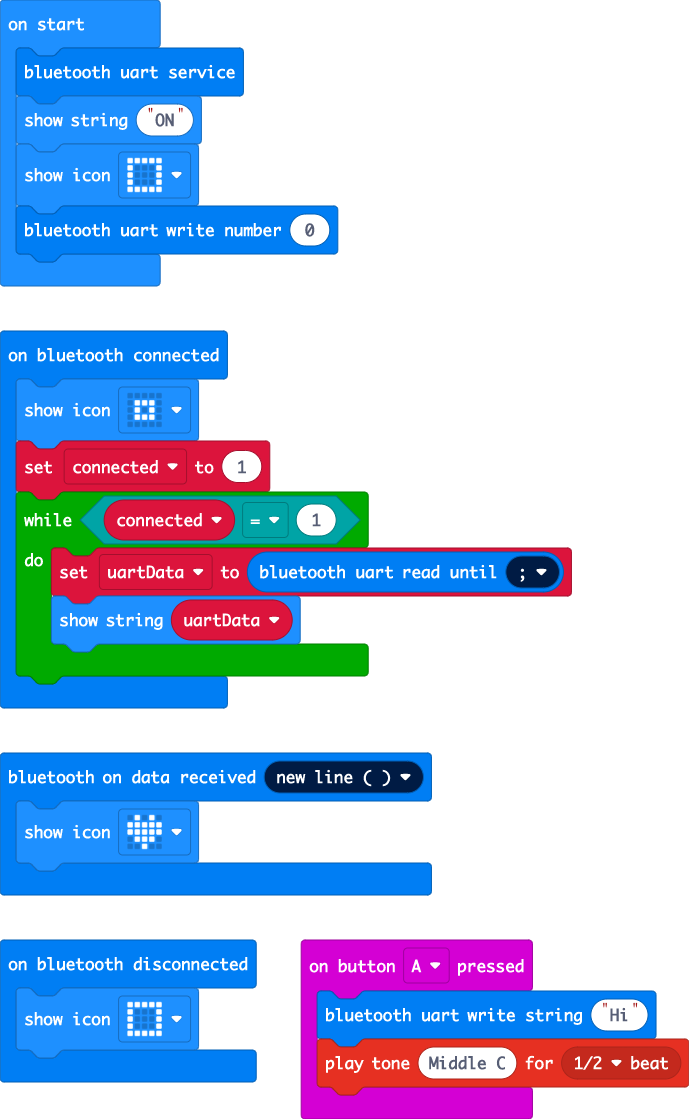 on start
bluetooth uart service
show string "ON"
show icon
bluetooth uart write number 0
on bluetooth connected
show icon
set connected to 1
while connected = 1
do set uartData to bluetooth uart read until ;
show string uartData
bluetooth on data received new line ( )
show icon
on bluetooth disconnected
show icon
on button A pressed
bluetooth uart write string "Hi"
play tone Middle C for 1/2 beat